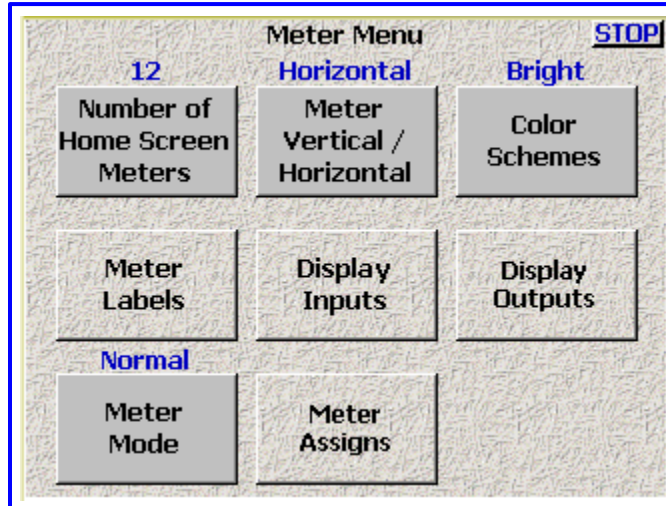 Meter Menu
STOP
12
Horizontal
Bright
Number of
Home Screen
Meters
Meter
Vertical /
Horizontal
Color
Schemes
Meter
Labels
Display
Inputs
Display
Outputs
Normal
Meter
Mode
Meter
Assigns